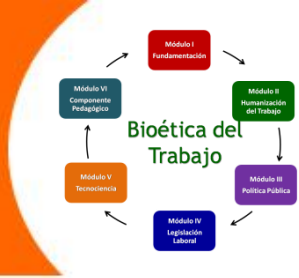 Módulo I
Fundamentación
Módulo II
Humanización
del Trabajo
Módulo III
Política Pública
Módulo IV
Legislación
Laboral
Módulo V
Tecnociencia
Módulo VI
Componente
Pedagógico
Bioética del
Trabajo